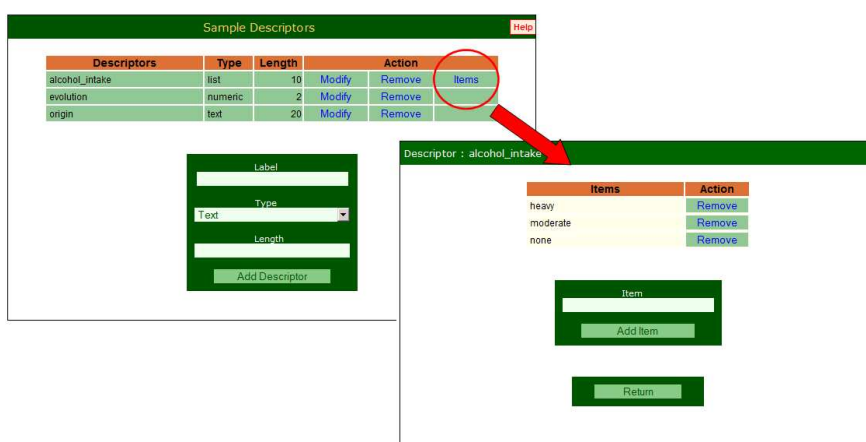 Sample Descriptors
Help
Descriptors Type Length Action
alcohol_intake list 10 Modify Remove Items
evolution numeric 2 Modify Remove
origin text 20 Modify Remove
Label
Type
Text
Length
Add Descriptor
Descriptor : alcohol_intake
Items Action
heavy Remove
moderate Remove
none Remove
Item
Add Item
Return